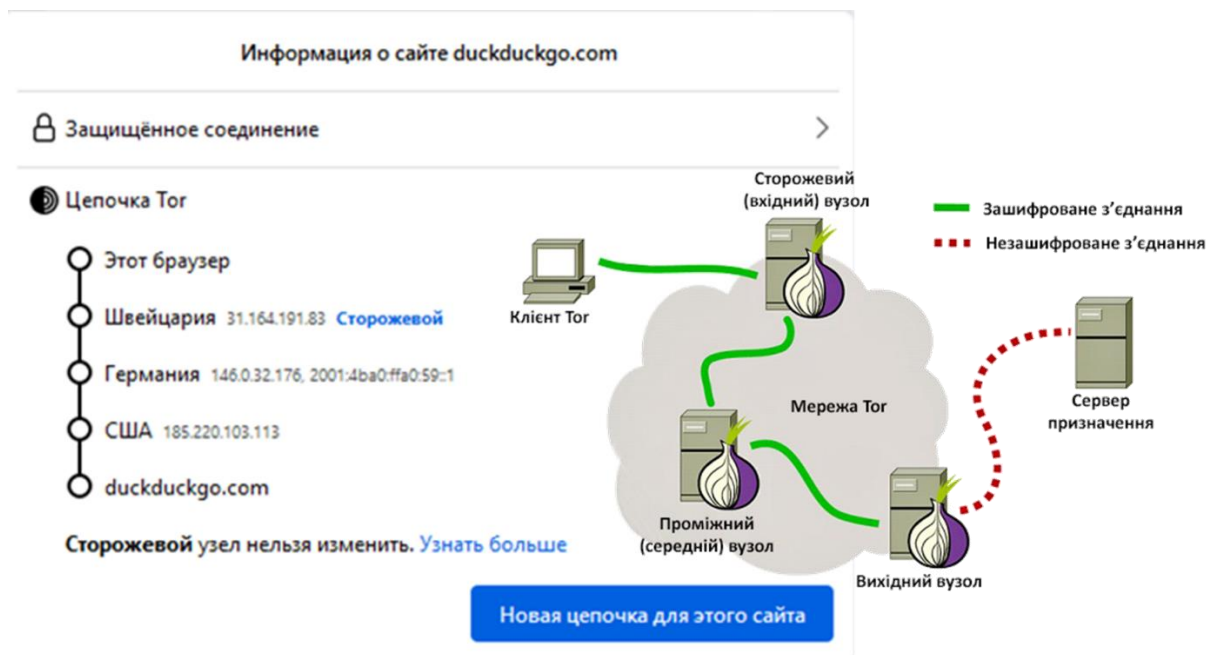 Информация о сайте duckduckgo.com
Защищённое соединение
Цепочка Tor
Этот браузер
Швейцария 31.164.191.83 Сторожевой
Германия 146.0.32.176, 2001:4ba0:ffa0:59::1
США 185.220.103.113
duckduckgo.com
Сторожевой узел нельзя изменить. Узнать больше
Новая цепочка для этого сайта
Сторожевий
(вхідний) вузол
Клієнт Tor
Мережа Tor
Проміжний
(середній) вузол
Вихідний вузол
Зашифроване з’єднання
Незашифроване з’єднання
Сервер
призначення